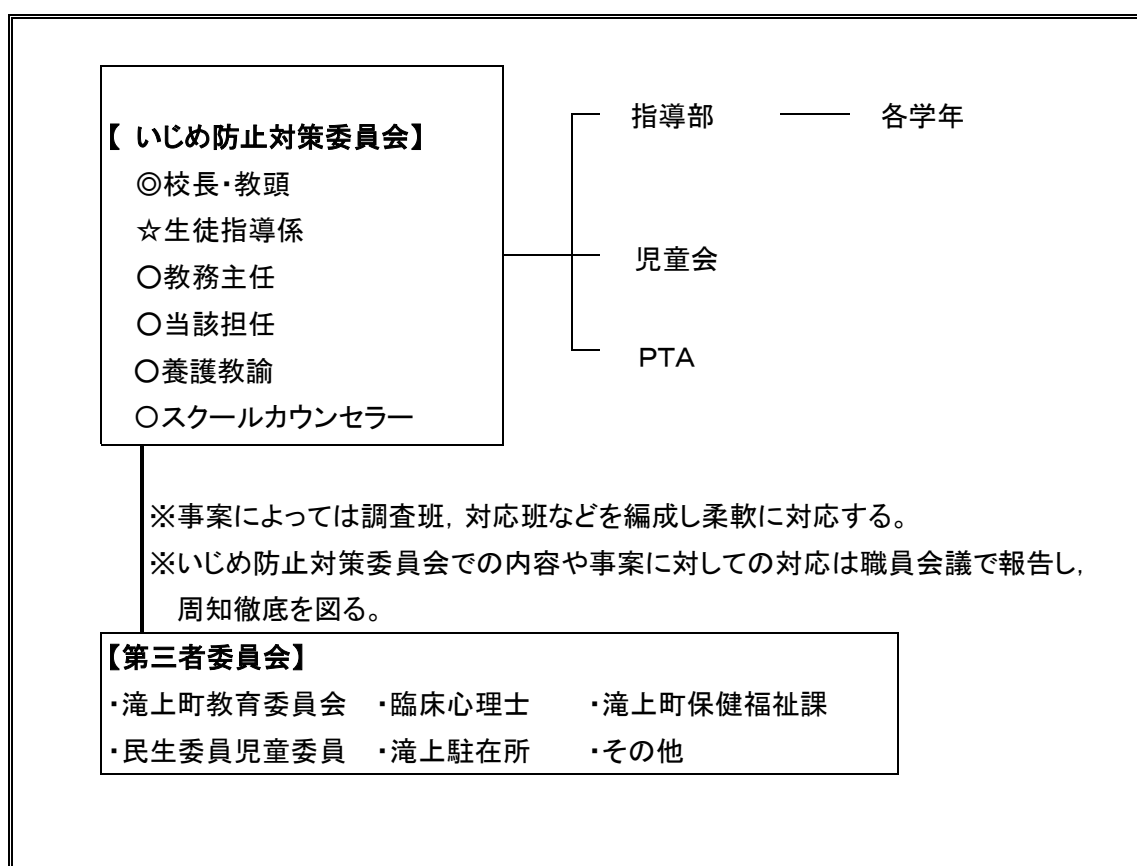 【 いじめ防止対策委員会】
◎校長・教頭
☆生徒指導係
○教務主任
○当該担任
○養護教諭
○スクールカウンセラー
指導部 各学年
児童会
PTA
※事案によっては調査班，対応班などを編成し柔軟に対応する。
※いじめ防止対策委員会での内容や事案に対しての対応は職員会議で報告し，
周知徹底を図る。
【第三者委員会】
・滝上町教育委員会 ・臨床心理士 ・滝上町保健福祉課
・民生委員児童委員 ・滝上駐在所 ・その他